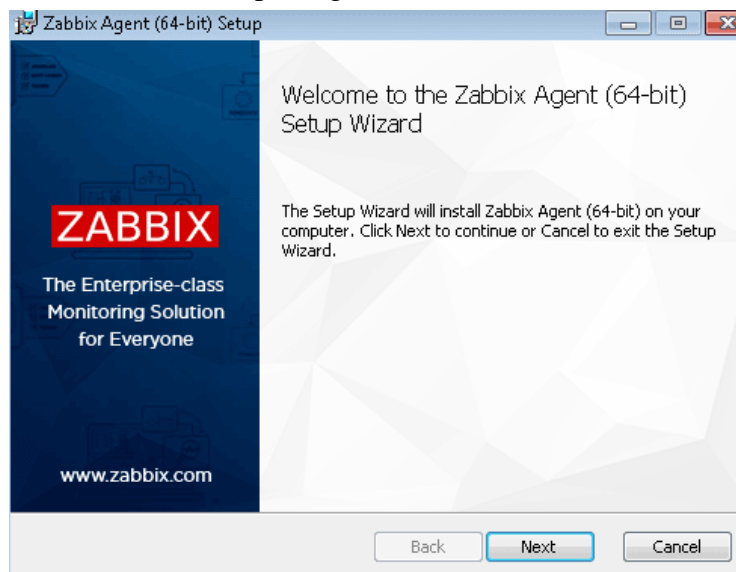 Zabbix Agent (64-bit) Setup
Welcome to the Zabbix Agent (64-bit)
Setup Wizard
The Setup Wizard will install Zabbix Agent (64-bit) on your
computer. Click Next to continue or Cancel to exit the Setup
Wizard.
ZABBIX
The Enterprise-class
Monitoring Solution
for Everyone
www.zabbix.com
Back
Next
Cancel